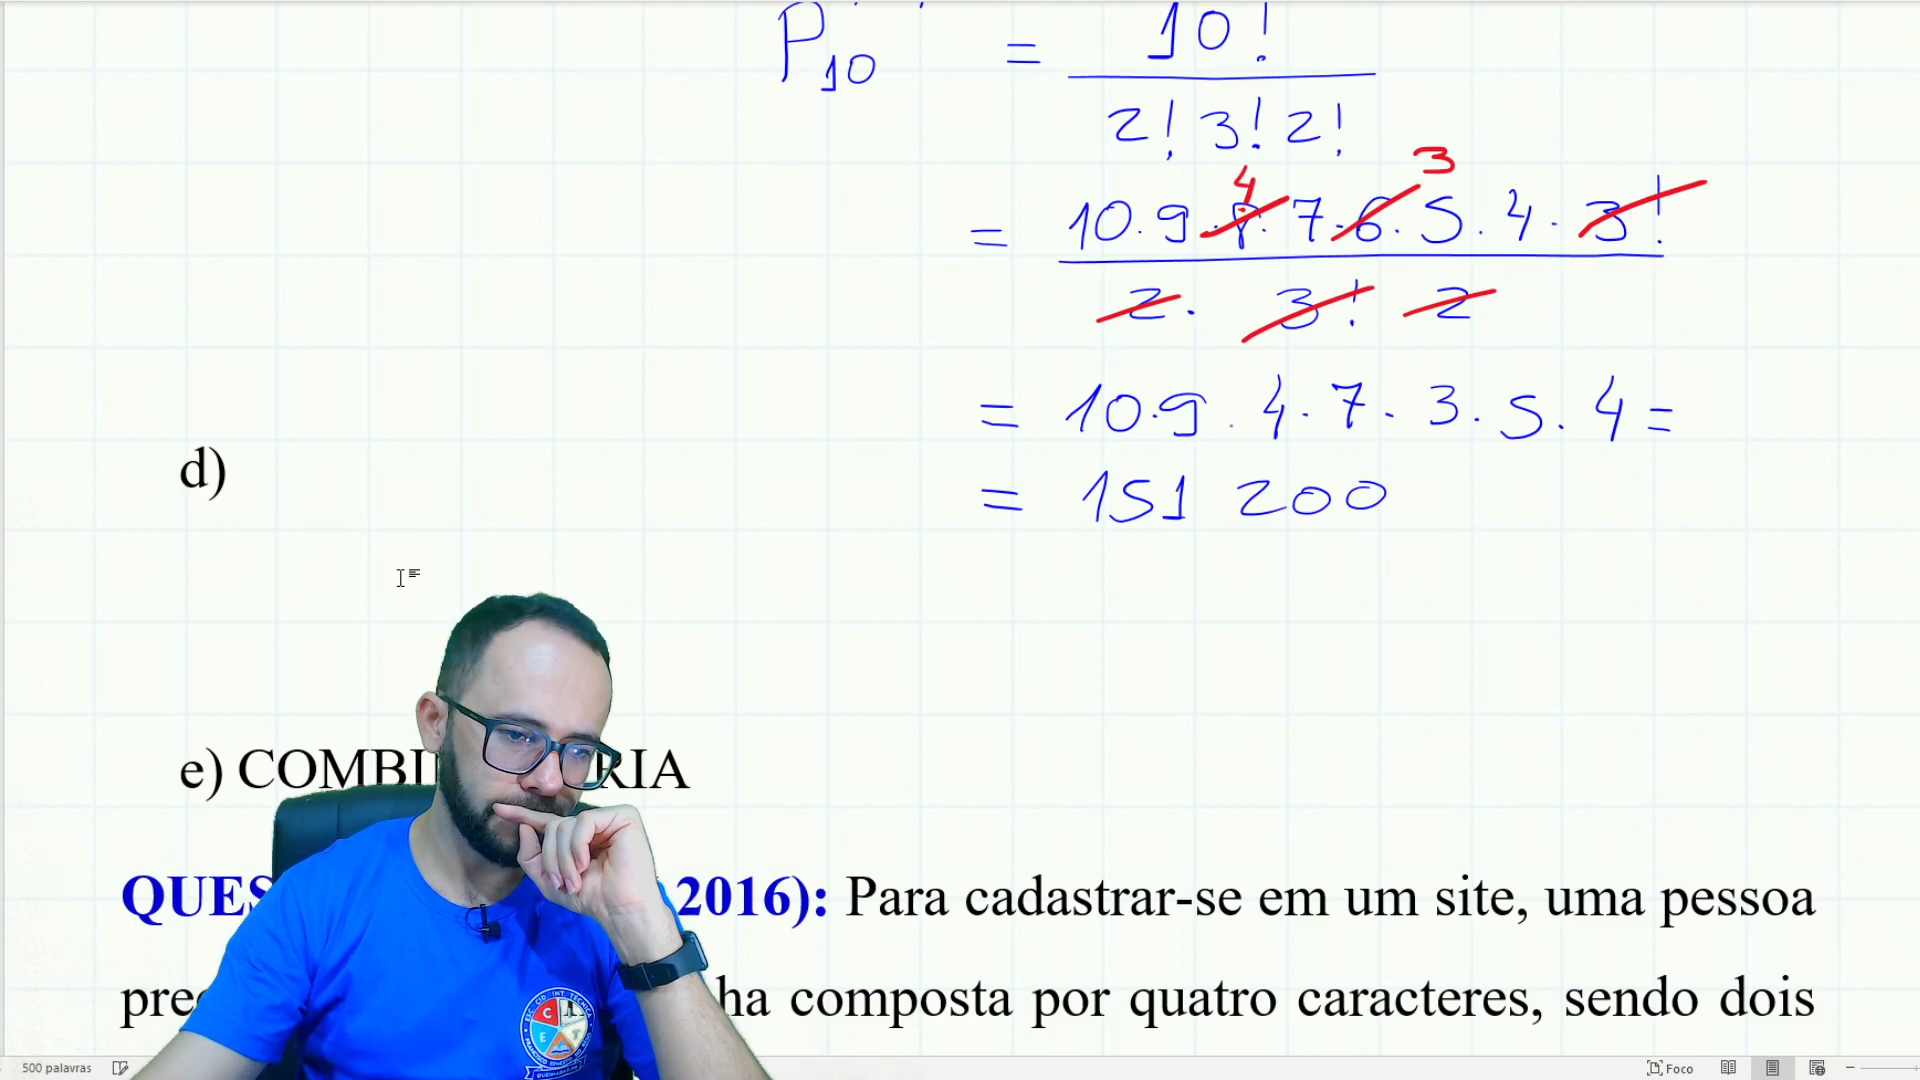 P10 = 10!
2! 3! 2!
4 3
= 10.9.8.7.6.5.4.3!
2. 3! 2
= 10.9.4.7.3.5.4=
d)
= 151 200
e) COMBI RIA
QUES 2016): Para cadastrar-se em um site, uma pessoa
pre ha composta por quatro caracteres, sendo dois
500 palavras
Foco